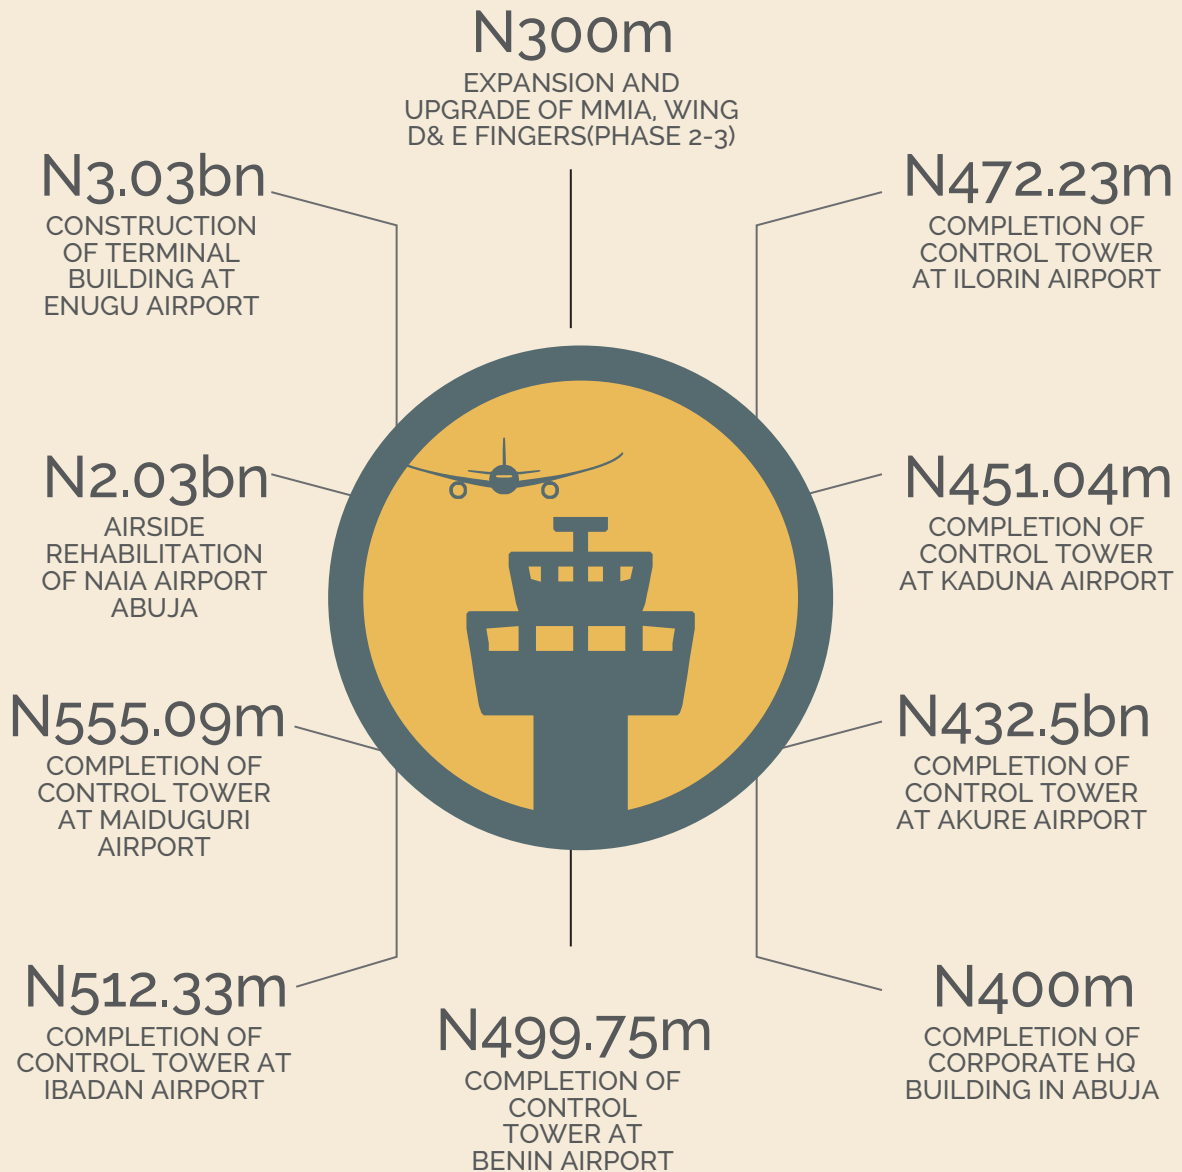 N300m
EXPANSION AND
UPGRADE OF MMIA, WING
D& E FINGERS(PHASE 2-3)
N3.03bn
CONSTRUCTION
OF TERMINAL
BUILDING AT
ENUGU AIRPORT
N472.23m
COMPLETION OF
CONTROL TOWER
AT ILORIN AIRPORT
N2.03bn
AIRSIDE
REHABILITATION
OF NAIA AIRPORT
ABUJA
N451.04m
COMPLETION OF
CONTROL TOWER
AT KADUNA AIRPORT
N555.09m
COMPLETION OF
CONTROL TOWER
AT MAIDUGURI
AIRPORT
N432.5bn
COMPLETION OF
CONTROL TOWER
AT AKURE AIRPORT
N512.33m
COMPLETION OF
CONTROL TOWER AT
IBADAN AIRPORT
N499.75m
COMPLETION OF
CONTROL
TOWER AT
BENIN AIRPORT
N400m
COMPLETION OF
CORPORATE HQ
BUILDING IN ABUJA